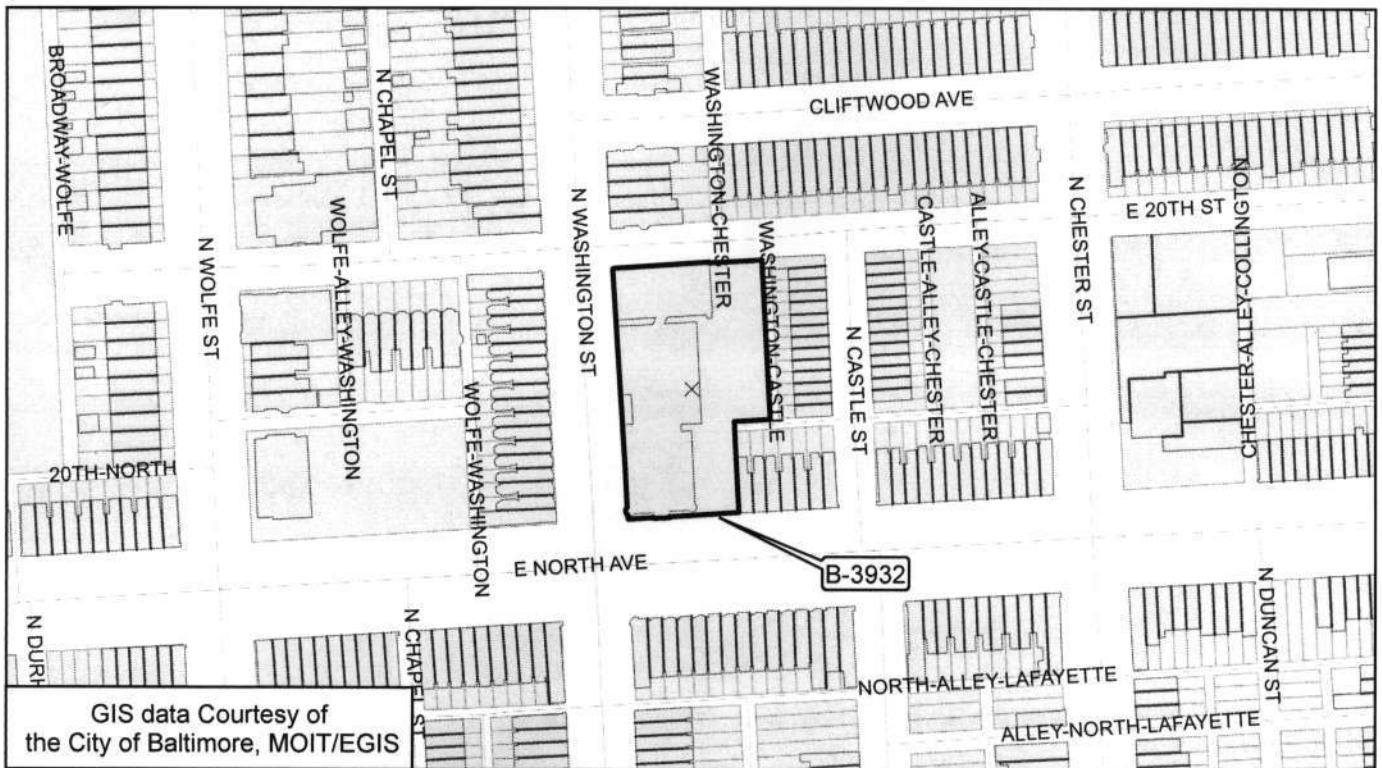 BROADWAY-WOLFE
N CHAPEL ST
WASHINGTON-CHESTER
CLIFTWOOD AVE
N WOLFE ST
WOLFE-ALLEY-WASHINGTON
N WASHINGTON ST
WASHINGTON-CASTLE
CASTLE-ALLEY-CHESTER
ALLEY-CASTLE-CHESTER
N CHESTER ST
E 20TH ST
CHESTER-ALLEY-COLLINGTON
N CASTLE ST
WOLFE-WASHINGTON
20TH-NORTH
E NORTH AVE
B-3932
N DURH
N CHAPEL ST
N DUNCAN ST
NORTH-ALLEY-LAFAYETTE
ALLEY-NORTH-LAFAYETTE
GIS data Courtesy of
the City of Baltimore, MOIT/EGIS